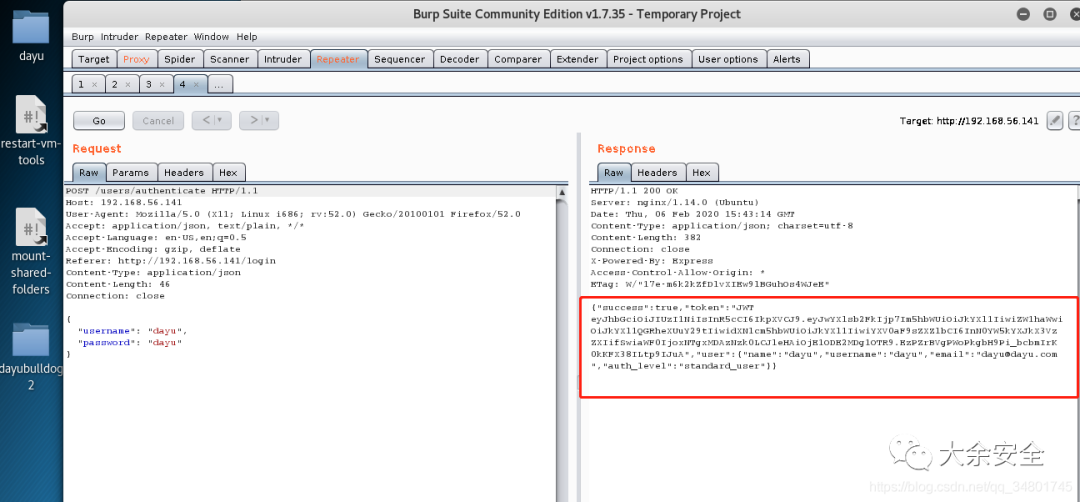 Burp Suite Community Edition v1.7.35 - Temporary Project
Burp Intruder Repeater Window Help
Target Proxy Spider Scanner Intruder Repeater Sequencer Decoder Comparer Extender Project options User options Alerts
1 × 2 × 3 × 4 × ...
Go Cancel < > Target: http://192.168.56.141 ?
Request
Raw Params Headers Hex
POST /users/authenticate HTTP/1.1
Host: 192.168.56.141
User-Agent: Mozilla/5.0 (X11; Linux i686; rv:52.0) Gecko/20100101 Firefox/52.0
Accept: application/json, text/plain, */*
Accept-Language: en-US,en;q=0.5
Accept-Encoding: gzip, deflate
Referer: http://192.168.56.141/login
Content-Type: application/json
Content-Length: 46
Connection: close
{
"username": "dayu",
"password": "dayu"
}
Response
Raw Headers Hex
HTTP/1.1 200 OK
Server: nginx/1.14.0 (Ubuntu)
Date: Thu, 06 Feb 2020 15:43:14 GMT
Content-Type: application/json; charset=utf-8
Content-Length: 382
Connection: close
X-Powered-By: Express
Access-Control-Allow-Origin: *
{"success":true,"token":"JWT
","user":{"name":"dayu","username":"dayu","email":"dayu@dayu.com
","auth_level":"standard_user"}}
dayu
#!
restart-vm-
tools
#!
mount-
shared-
folders
dayubulldog
2
大余安全
https://blog.csdn.net/qq_34801745